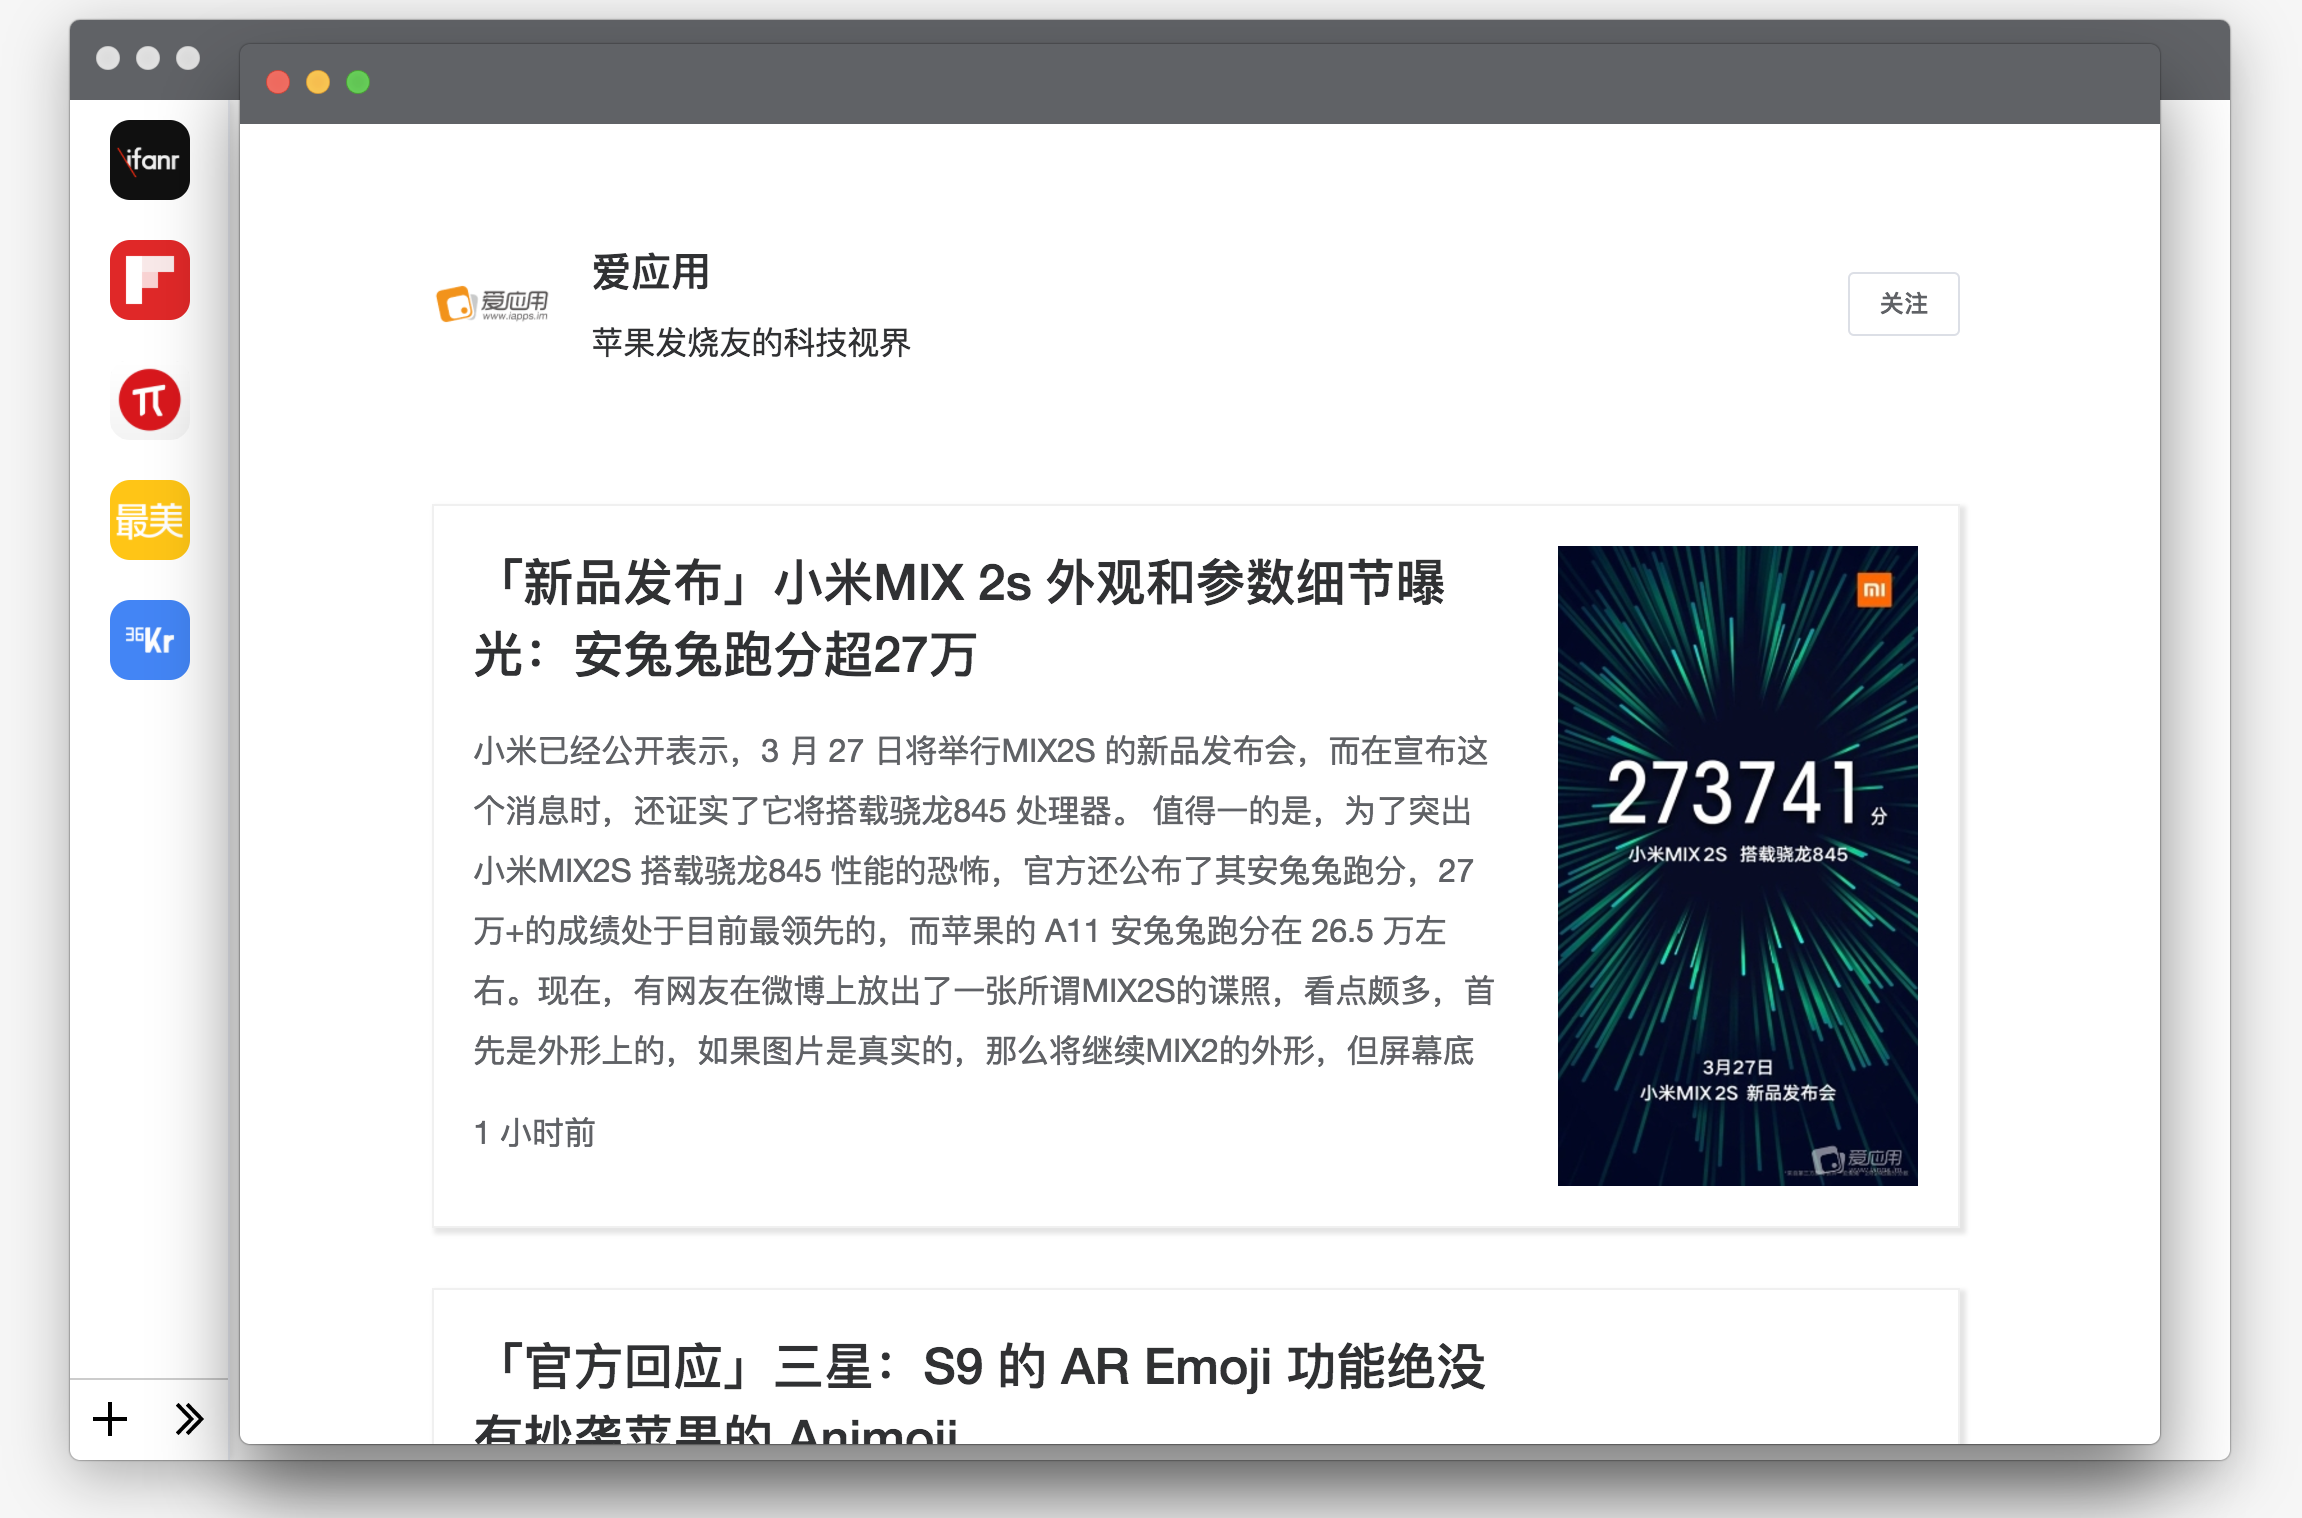 ifanr
最美
36Kr
爱应用
爱应用
www.iapps.im
苹果发烧友的科技视界
关注
「新品发布」小米MIX 2s 外观和参数细节曝
光：安兔兔跑分超27万
小米已经公开表示，3 月 27 日将举行MIX2S 的新品发布会，而在宣布这
个消息时，还证实了它将搭载骁龙845 处理器。 值得一的是，为了突出
小米MIX2S 搭载骁龙845 性能的恐怖，官方还公布了其安兔兔跑分，27
万+的成绩处于目前最领先的，而苹果的 A11 安兔兔跑分在 26.5 万左
右。现在，有网友在微博上放出了一张所谓MIX2S的谍照，看点颇多，首
先是外形上的，如果图片是真实的，那么将继续MIX2的外形，但屏幕底
1 小时前
273741分
小米MIX 2S 搭载骁龙845
3月27日
小米MIX 2S 新品发布会
爱应用
「官方回应」三星：S9 的 AR Emoji 功能绝没
有抄袭苹果的 Animoji